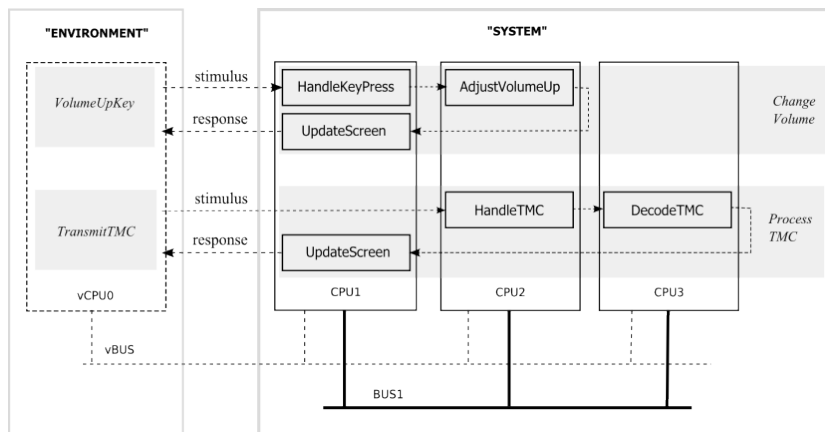 "ENVIRONMENT"
"SYSTEM"
VolumeUpKey
stimulus
HandleKeyPress
AdjustVolumeUp
Change
Volume
response
UpdateScreen
TransmitTMC
stimulus
HandleTMC
DecodeTMC
Process
TMC
response
UpdateScreen
vCPU0
CPU1
CPU2
CPU3
vBUS
BUS1